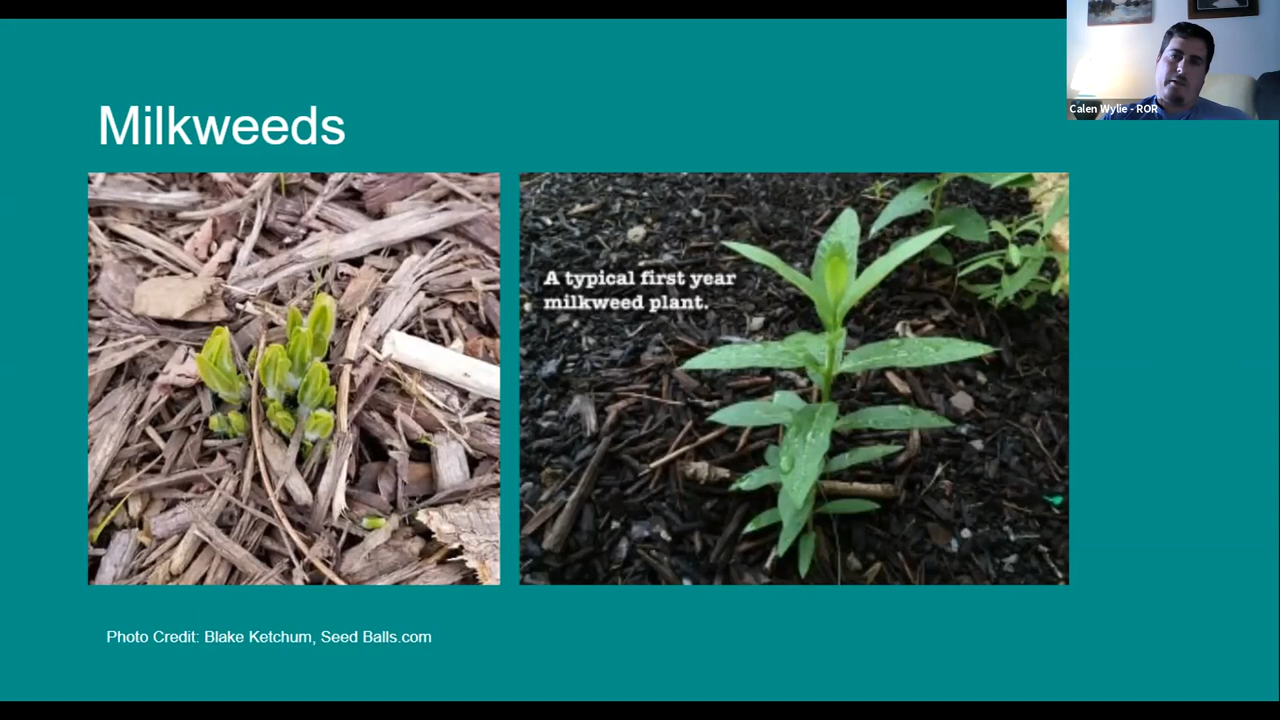 Milkweeds
A typical first year
milkweed plant.
Photo Credit: Blake Ketchum, Seed Balls.com
Calen Wylie - ROR